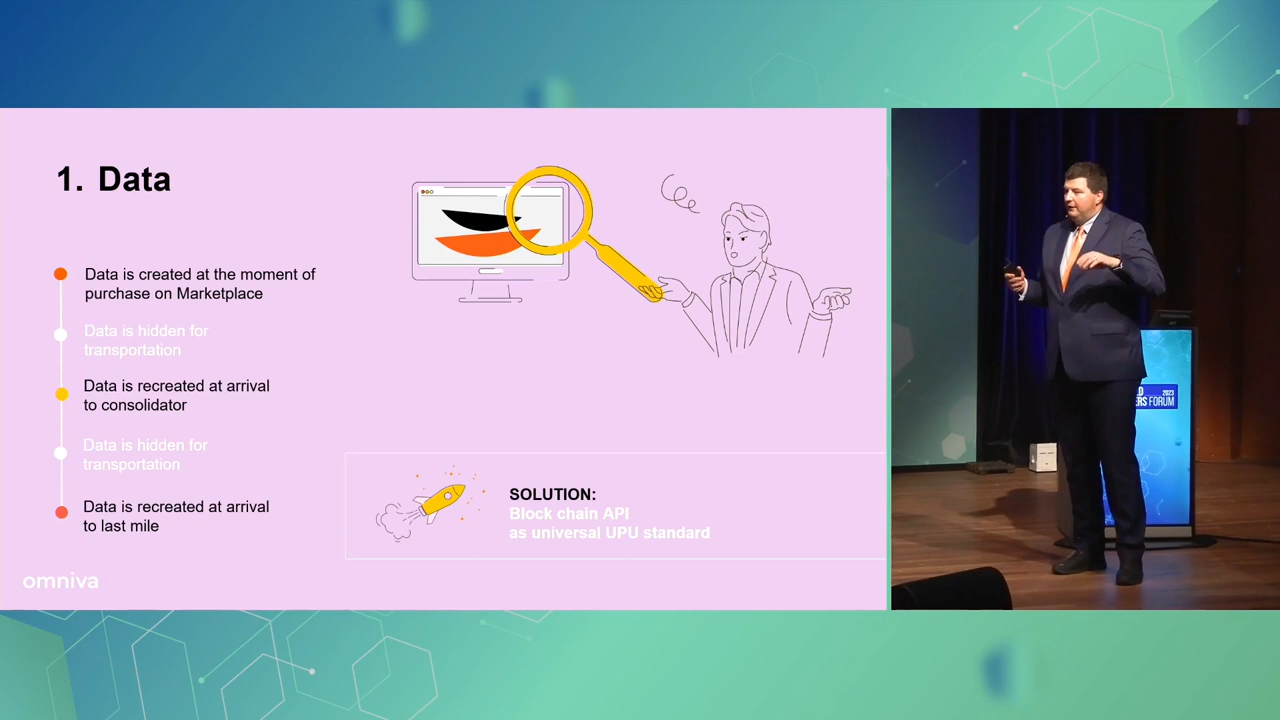 1. Data
Data is created at the moment of
purchase on Marketplace
Data is hidden for
transportation
Data is recreated at arrival
to consolidator
Data is hidden for
transportation
Data is recreated at arrival
to last mile
SOLUTION:
Block chain API
as universal UPU standard
omniva
2023
ERS FORUM